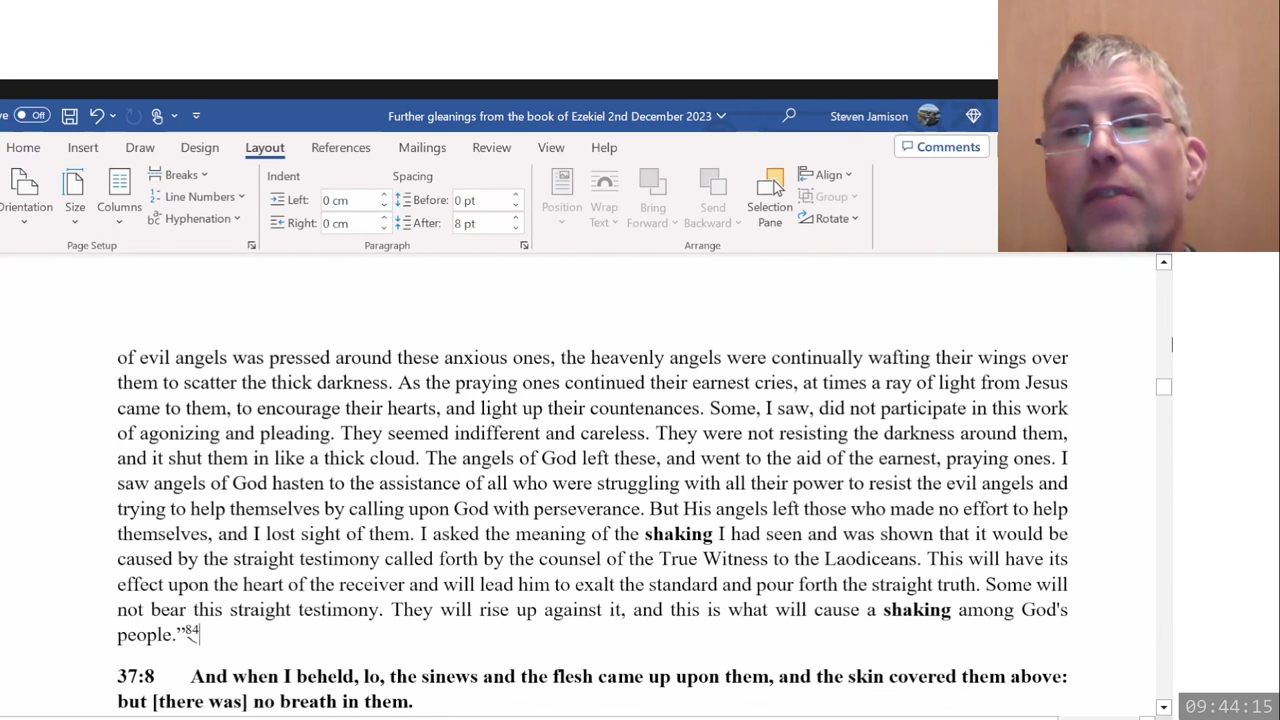 Off
Further gleanings from the book of Ezekiel 2nd December 2023
Steven Jamison
Home Insert Draw Design Layout References Mailings Review View Help
Comments
Orientation
Size
Columns
Breaks
Line Numbers
Hyphenation
Page Setup
Indent
Left: 0 cm
Right: 0 cm
Spacing
Before: 0 pt
After: 8 pt
Paragraph
Position
Wrap
Text
Bring
Forward
Send
Backward
Selection
Pane
Align
Group
Rotate
Arrange
of evil angels was pressed around these anxious ones, the heavenly angels were continually wafting their wings over
them to scatter the thick darkness. As the praying ones continued their earnest cries, at times a ray of light from Jesus
came to them, to encourage their hearts, and light up their countenances. Some, I saw, did not participate in this work
of agonizing and pleading. They seemed indifferent and careless. They were not resisting the darkness around them,
and it shut them in like a thick cloud. The angels of God left these, and went to the aid of the earnest, praying ones. I
saw angels of God hasten to the assistance of all who were struggling with all their power to resist the evil angels and
trying to help themselves by calling upon God with perseverance. But His angels left those who made no effort to help
themselves, and I lost sight of them. I asked the meaning of the shaking I had seen and was shown that it would be
caused by the straight testimony called forth by the counsel of the True Witness to the Laodiceans. This will have its
effect upon the heart of the receiver and will lead him to exalt the standard and pour forth the straight truth. Some will
not bear this straight testimony. They will rise up against it, and this is what will cause a shaking among God's
people.”84
37:8 And when I beheld, lo, the sinews and the flesh came up upon them, and the skin covered them above:
but [there was] no breath in them.
09:44:15